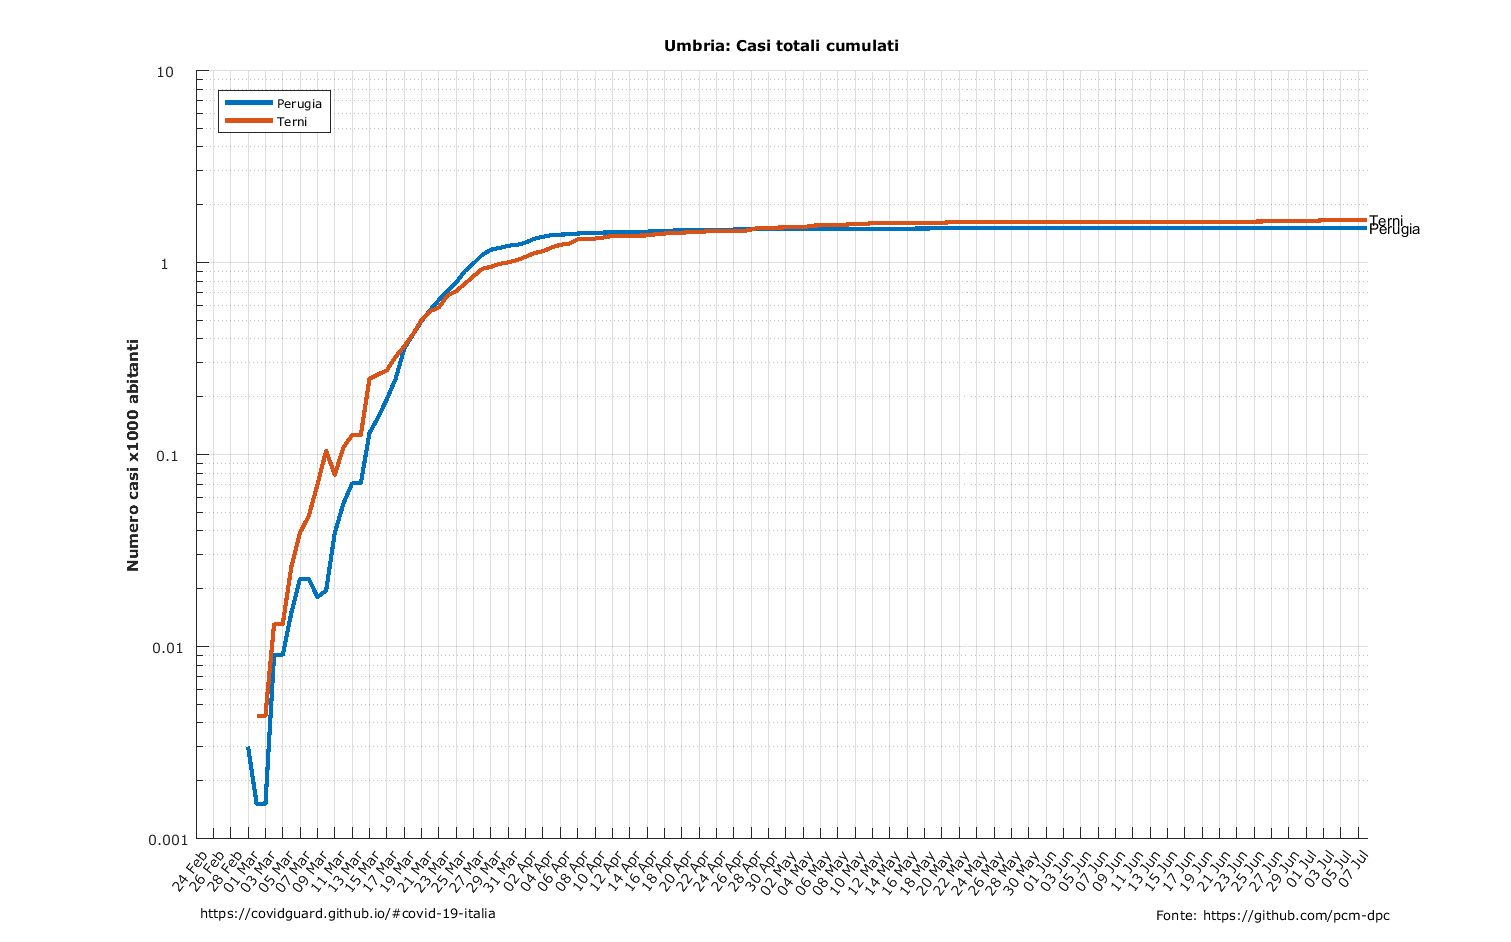 Umbria: Casi totali cumulati
10
1
0.1
0.01
0.001
Numero casi x1000 abitanti
Perugia
Terni
Terni
Perugia
24 Feb
26 Feb
28 Feb
01 Mar
03 Mar
05 Mar
07 Mar
09 Mar
11 Mar
13 Mar
15 Mar
17 Mar
19 Mar
21 Mar
23 Mar
25 Mar
27 Mar
29 Mar
31 Mar
02 Apr
04 Apr
06 Apr
08 Apr
10 Apr
12 Apr
14 Apr
16 Apr
18 Apr
20 Apr
22 Apr
24 Apr
26 Apr
28 Apr
30 Apr
02 May
04 May
06 May
08 May
10 May
12 May
14 May
16 May
18 May
20 May
22 May
24 May
26 May
28 May
30 May
01 Jun
03 Jun
05 Jun
07 Jun
09 Jun
11 Jun
13 Jun
15 Jun
17 Jun
19 Jun
21 Jun
23 Jun
25 Jun
27 Jun
29 Jun
01 Jul
03 Jul
05 Jul
07 Jul
https://covidguard.github.io/#covid-19-italia
Fonte: https://github.com/pcm-dpc